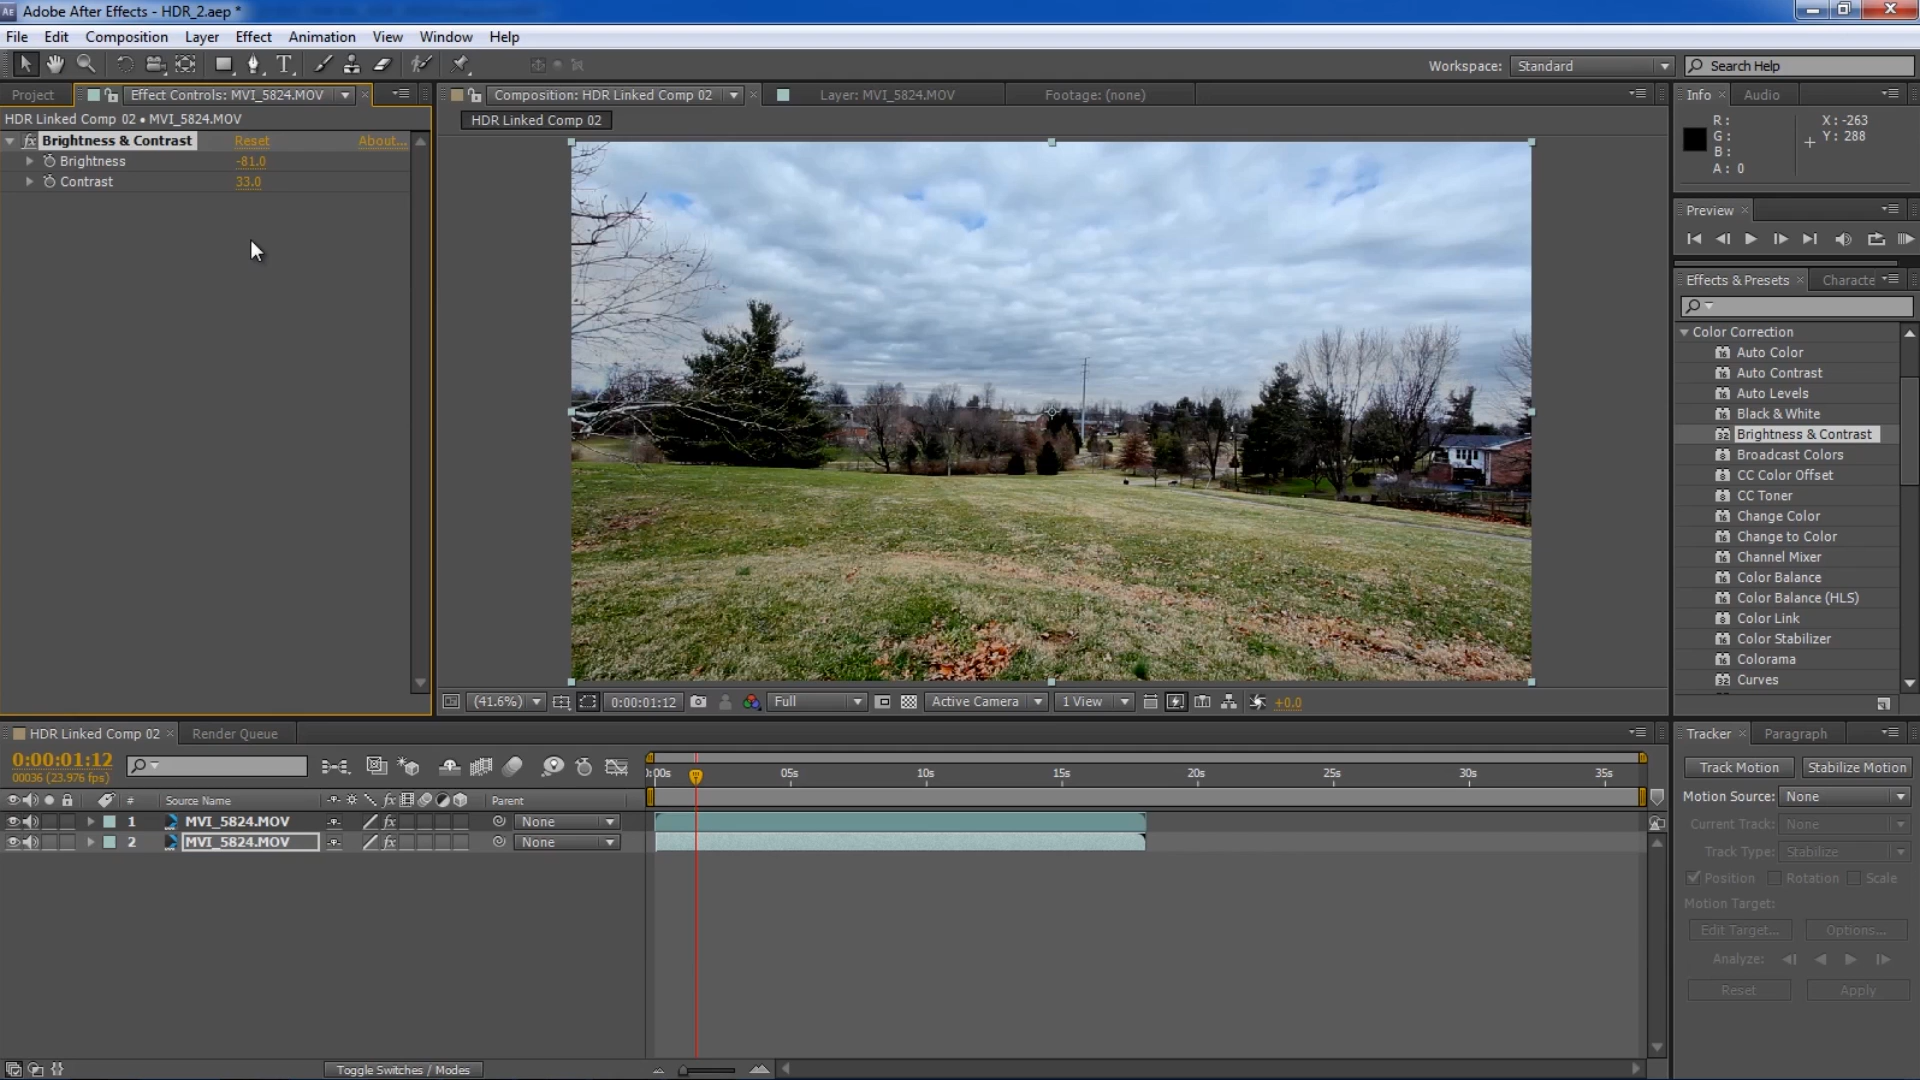 Adobe After Effects - HDR_2.aep *
File Edit Composition Layer Effect Animation View Window Help
Workspace: Standard Search Help
Project Effect Controls: MVI_5824.MOV Composition: HDR Linked Comp 02 Layer: MVI_5824.MOV Footage: (none) Info Audio
HDR Linked Comp 02 • MVI_5824.MOV HDR Linked Comp 02
R: X: -263
G: Y: 288
B:
A: 0
Brightness & Contrast Reset About...
Brightness -81.0
Contrast 33.0
Preview
Effects & Presets Characte
Color Correction
Auto Color
Auto Contrast
Auto Levels
Black & White
Brightness & Contrast
Broadcast Colors
CC Color Offset
CC Toner
Change Color
Change to Color
Channel Mixer
Color Balance
Color Balance (HLS)
Color Link
Color Stabilizer
Colorama
Curves
(41.6%) 0:00:01:12 Full Active Camera 1 View +0.0
HDR Linked Comp 02 Render Queue
0:00:01:12
00036 (23.976 fps)
):00s 05s 10s 15s 20s 25s 30s 35s
# Source Name fx Parent
1 MVI_5824.MOV fx None
2 MVI_5824.MOV fx None
Toggle Switches / Modes
Tracker Paragraph
Track Motion Stabilize Motion
Motion Source: None
Current Track: None
Track Type: Stabilize
Position Rotation Scale
Motion Target:
Edit Target... Options...
Analyze:
Reset Apply